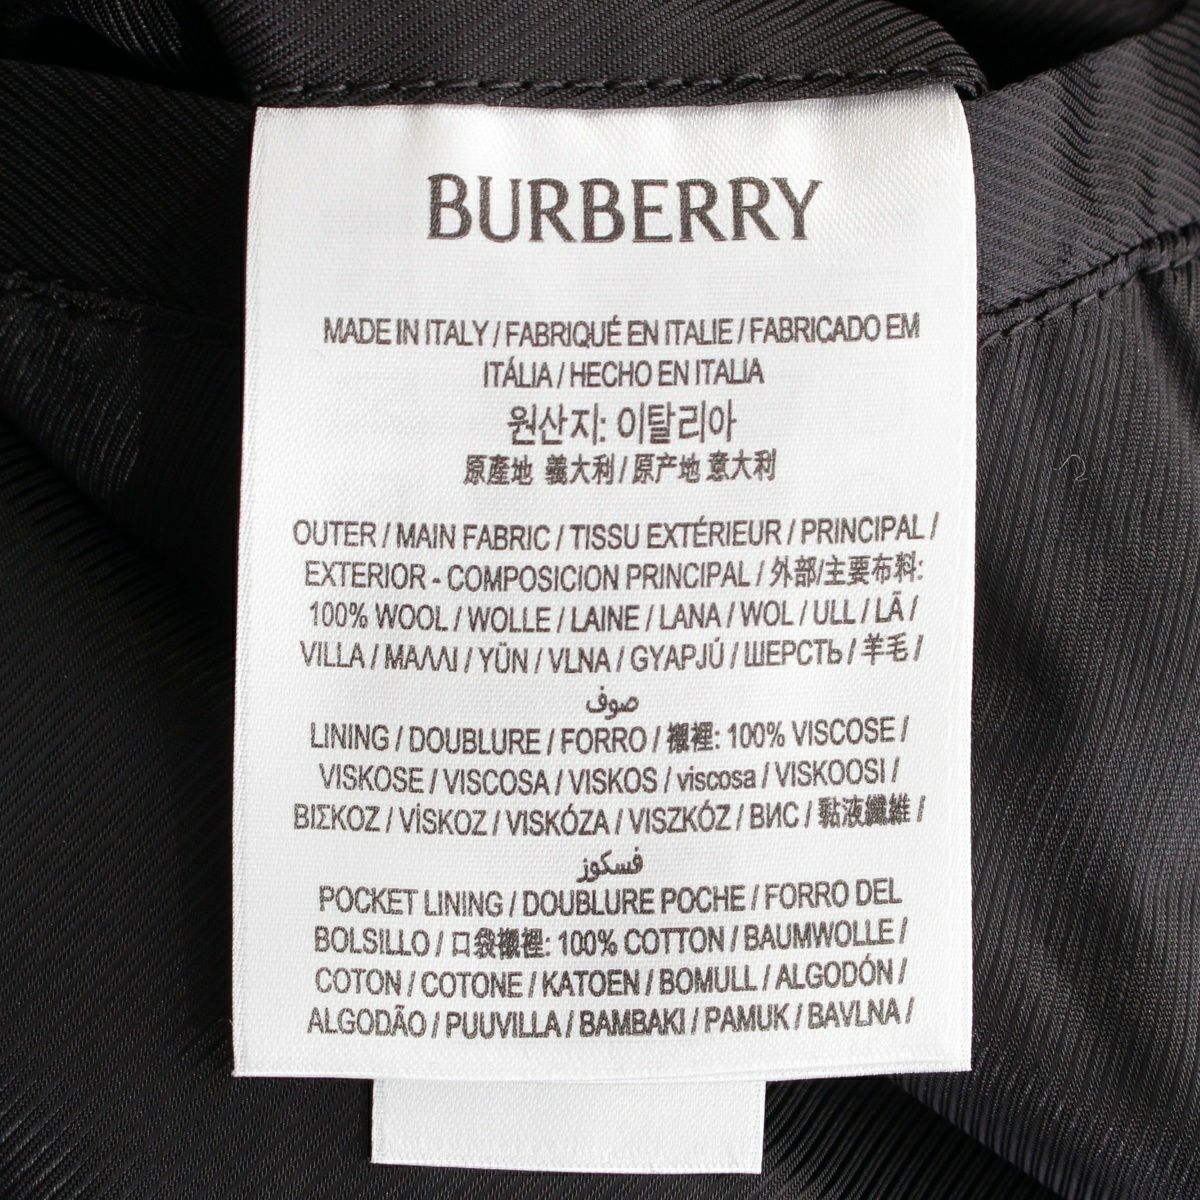 BURBERRY
MADE IN ITALY / FABRIQUÉ EN ITALIE / FABRICADO EM
ITÁLIA / HECHO EN ITALIA
원산지: 이탈리아
原產地 義大利 / 原产地 意大利
OUTER / MAIN FABRIC / TISSU EXTÉRIEUR / PRINCIPAL /
EXTERIOR - COMPOSICION PRINCIPAL / 外部/主要布料:
100% WOOL / WOLLE / LAINE / LANA / WOL / ULL / LÃ /
VILLA / ΜΑΛΛΙ / YÜN / VLNA / GYAPJÚ / ШЕРСТЬ / 羊毛 /
صوف
LINING / DOUBLURE / FORRO / 襯裡: 100% VISCOSE /
VISKOSE / VISCOSA / VISKOS / viscosa / VISKOOSI /
ΒΙΣΚΟΖ / VİSKOZ / VISKÓZA / VISZKÓZ / ВИС / 黏液纖維 /
فسكوز
POCKET LINING / DOUBLURE POCHE / FORRO DEL
BOLSILLO / 口袋襯裡: 100% COTTON / BAUMWOLLE /
COTON / COTONE / KATOEN / BOMULL / ALGODÓN /
ALGODÃO / PUUVILLA / BAMBAKI / PAMUK / BAVLNA /